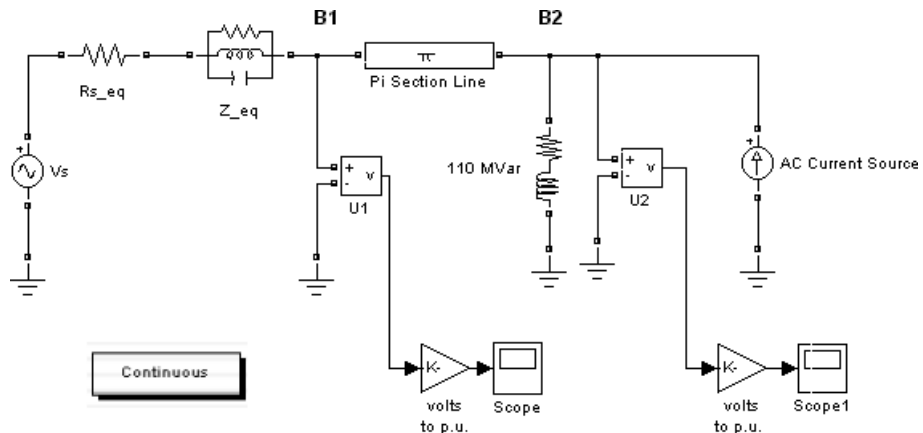 B1
B2
π
Pi Section Line
Rs_eq
Z_eq
+
Vs
+
v
-
U1
110 MVar
+
v
-
U2
+
AC Current Source
Continuous
K-
Scope
volts
to p.u.
K-
Scope1
volts
to p.u.